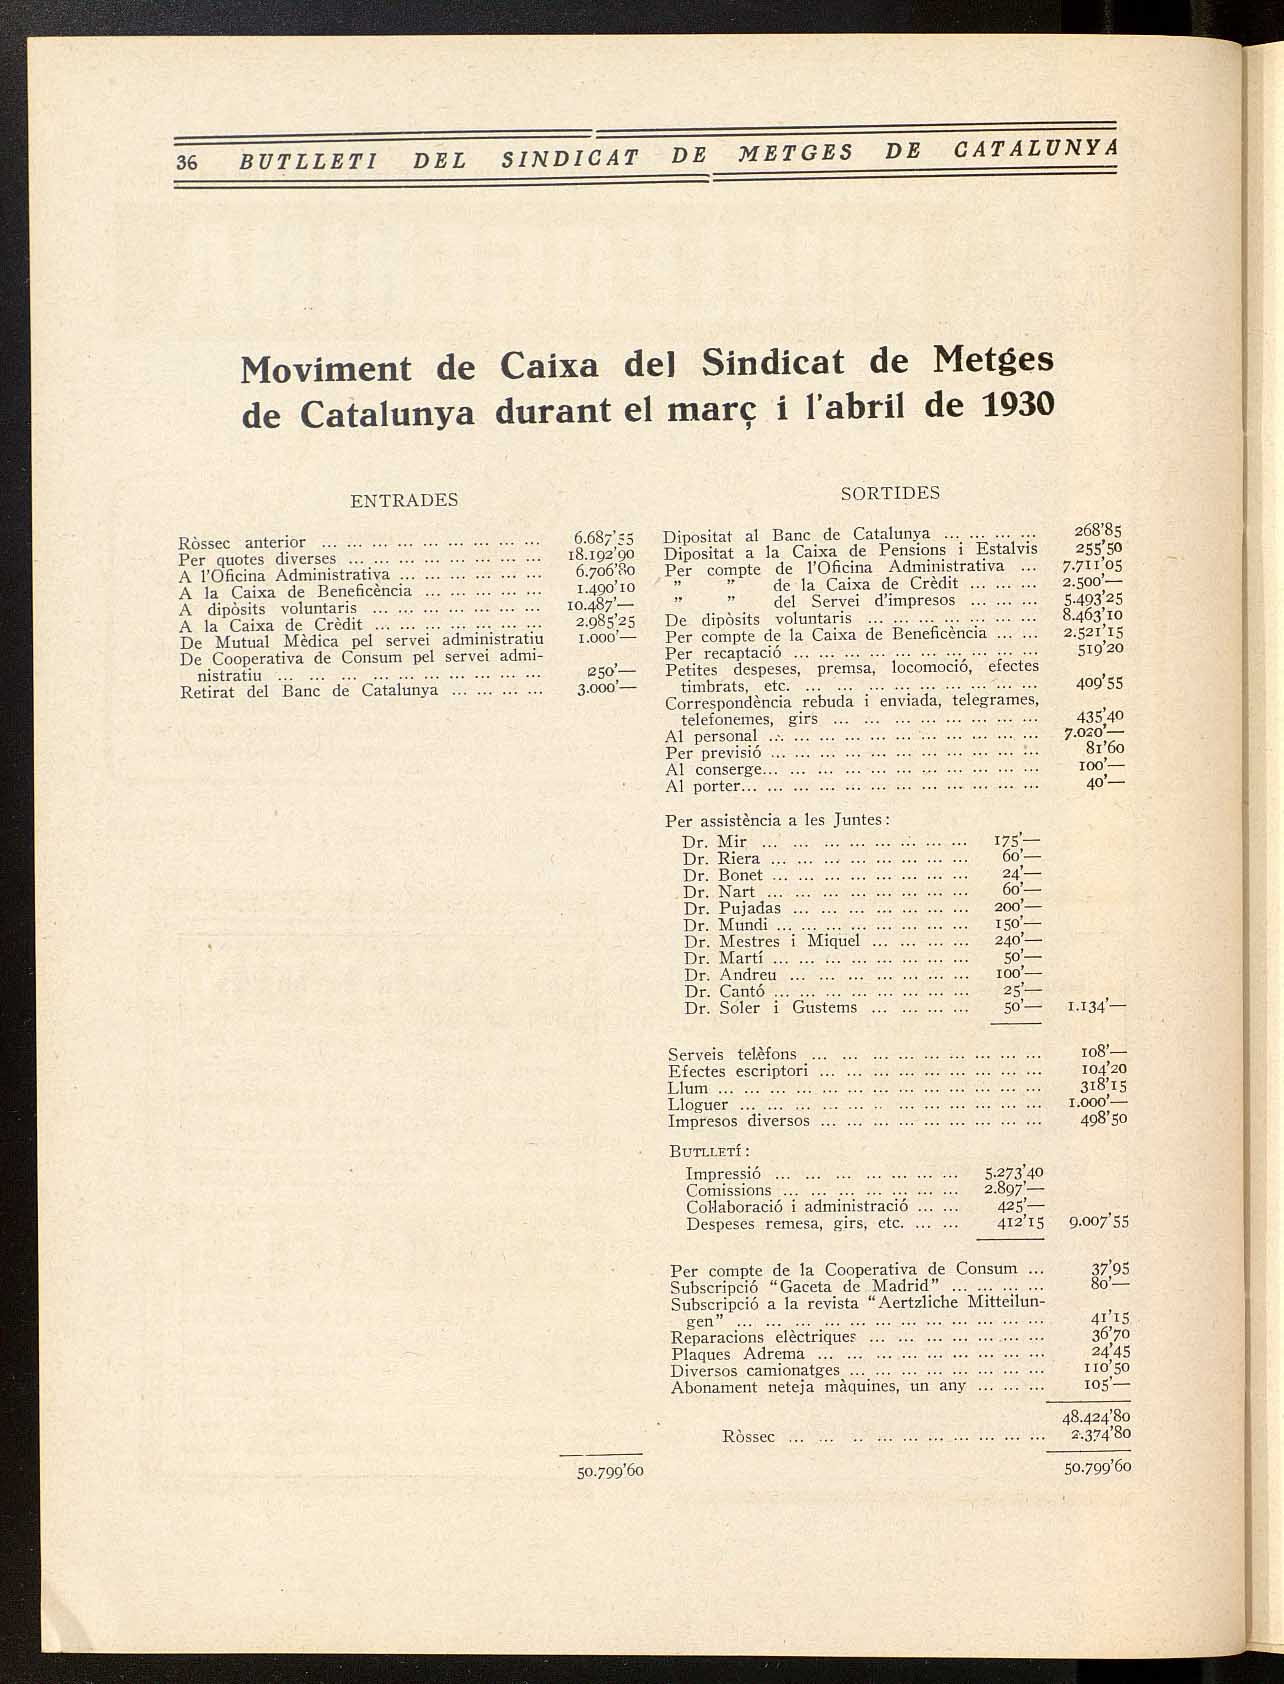 36 BUTLLETI DEL SINDICAT DE METGES DE CATALUNYA
Moviment de Caixa del Sindicat de Metges
de Catalunya durant el març i l'abril de 1930
ENTRADES
Ròssec anterior ... ... ... ... ... ... ... ... ... 6.687'55
Per quotes diverses ... ... ... ... ... ... ... ... 18.192'90
A l'Oficina Administrativa ... ... ... ... ... ... 6.706'80
A la Caixa de Beneficència ... ... ... ... ... 1.490'10
A dipòsits voluntaris ... ... ... ... ... ... ... 10.487'—
A la Caixa de Crèdit ... ... ... ... ... ... ... 2.985'25
De Mutual Mèdica pel servei administratiu 1.000'—
De Cooperativa de Consum pel servei admi-
nistratiu ... ... ... ... ... ... ... ... ... ... 250'—
Retirat del Banc de Catalunya ... ... ... ... 3.000'—
50.799'60
SORTIDES
Dipositat al Banc de Catalunya ... ... ... ... 268'85
Dipositat a la Caixa de Pensions i Estalvis 255'50
Per compte de l'Oficina Administrativa ... 7.711'05
" " de la Caixa de Crèdit ... ... ... 2.500'—
" " del Servei d'impresos ... ... ... 5.493'25
De dipòsits voluntaris ... ... ... ... ... ... ... 8.463'10
Per compte de la Caixa de Beneficència ... ... 2.521'15
Per recaptació ... ... ... ... ... ... ... ... ... ... 519'20
Petites despeses, premsa, locomoció, efectes
timbrats, etc. ... ... ... ... ... ... ... ... ... 409'55
Correspondència rebuda i enviada, telegrames,
telefonemes, girs ... ... ... ... ... ... ... ... 435'40
Al personal ... ... ... ... ... ... ... ... ... ... ... 7.020'—
Per previsió ... ... ... ... ... ... ... ... ... ... ... 81'60
Al conserge... ... ... ... ... ... ... ... ... ... ... 100'—
Al porter... ... ... ... ... ... ... ... ... ... ... ... 40'—
Per assistència a les Juntes:
Dr. Mir ... ... ... ... ... ... ... ... 175'—
Dr. Riera ... ... ... ... ... ... ... ... 60'—
Dr. Bonet ... ... ... ... ... ... ... ... 24'—
Dr. Nart ... ... ... ... ... ... ... ... 60'—
Dr. Pujadas ... ... ... ... ... ... ... 200'—
Dr. Mundi ... ... ... ... ... ... ... ... 150'—
Dr. Mestres i Miquel ... ... ... ... 240'—
Dr. Martí ... ... ... ... ... ... ... ... 50'—
Dr. Andreu ... ... ... ... ... ... ... 100'—
Dr. Cantó ... ... ... ... ... ... ... ... 25'—
Dr. Soler i Gustems ... ... ... ... 50'— 1.134'—
Serveis telèfons ... ... ... ... ... ... ... ... ... 108'—
Efectes escriptori ... ... ... ... ... ... ... ... ... 104'20
Llum ... ... ... ... ... ... ... ... ... ... ... ... ... 318'15
Lloguer ... ... ... ... ... ... ... ... ... ... ... ... 1.000'—
Impresos diversos ... ... ... ... ... ... ... ... ... 498'50
BUTLLETÍ:
Impressió ... ... ... ... ... ... ... 5.273'40
Comissions ... ... ... ... ... ... ... 2.897'—
Col·laboració i administració ... ... 425'—
Despeses remesa, girs, etc. ... ... 412'15 9.007'55
Per compte de la Cooperativa de Consum ... 37'95
Subscripció "Gaceta de Madrid" ... ... ... ... 80'—
Subscripció a la revista "Aertzliche Mitteilun-
gen" ... ... ... ... ... ... ... ... ... ... ... ... 41'15
Reparacions elèctriques ... ... ... ... ... ... ... 36'70
Plaques Adrema ... ... ... ... ... ... ... ... ... 24'45
Diversos camionatges ... ... ... ... ... ... ... ... 110'50
Abonament neteja màquines, un any ... ... ... 105'—
48.424'80
Ròssec ... ... ... ... ... ... ... ... ... ... 2.374'80
50.799'60